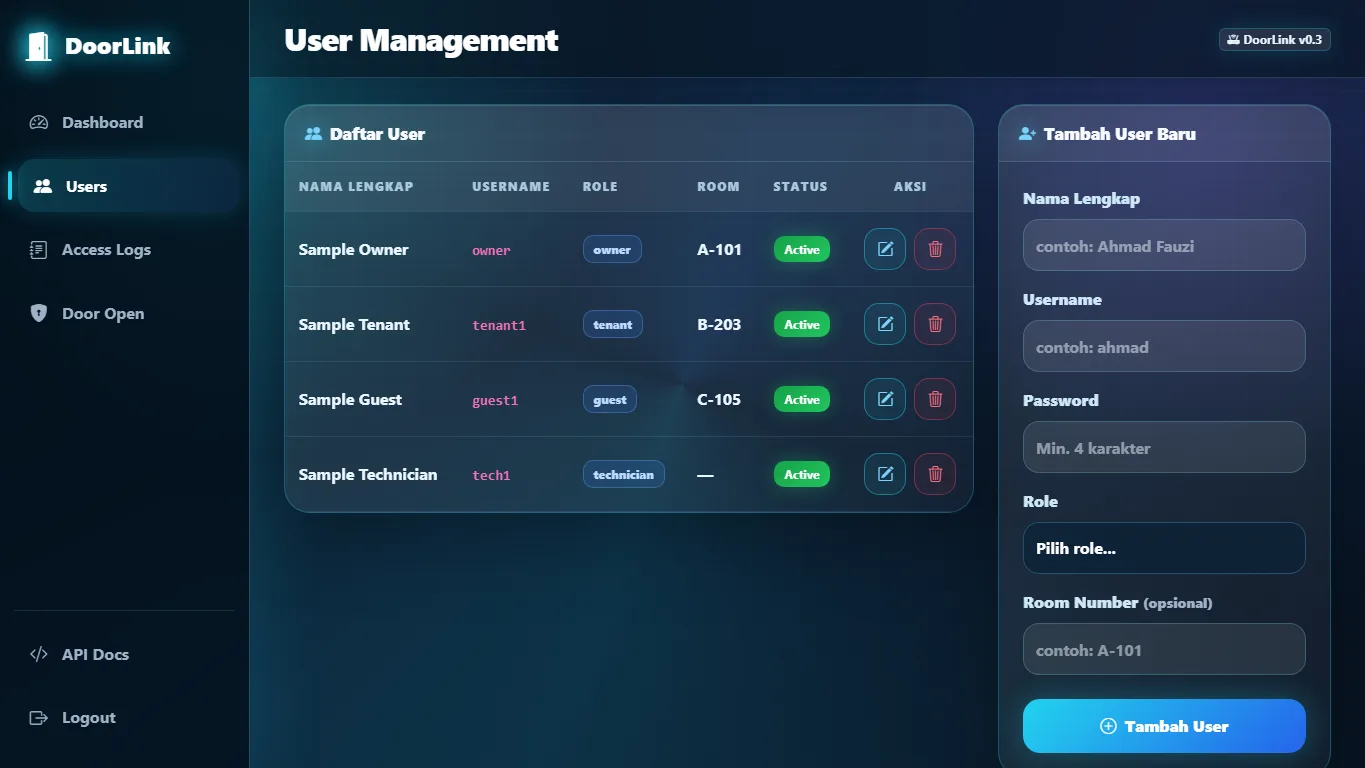 DoorLink
Dashboard
Users
Access Logs
Door Open
API Docs
Logout
User Management
DoorLink v0.3
Daftar User
NAMA LENGKAP USERNAME ROLE ROOM STATUS AKSI
Sample Owner owner owner A-101 Active
Sample Tenant tenant1 tenant B-203 Active
Sample Guest guest1 guest C-105 Active
Sample Technician tech1 technician — Active
Tambah User Baru
Nama Lengkap
contoh: Ahmad Fauzi
Username
contoh: ahmad
Password
Min. 4 karakter
Role
Pilih role...
Room Number (opsional)
contoh: A-101
Tambah User